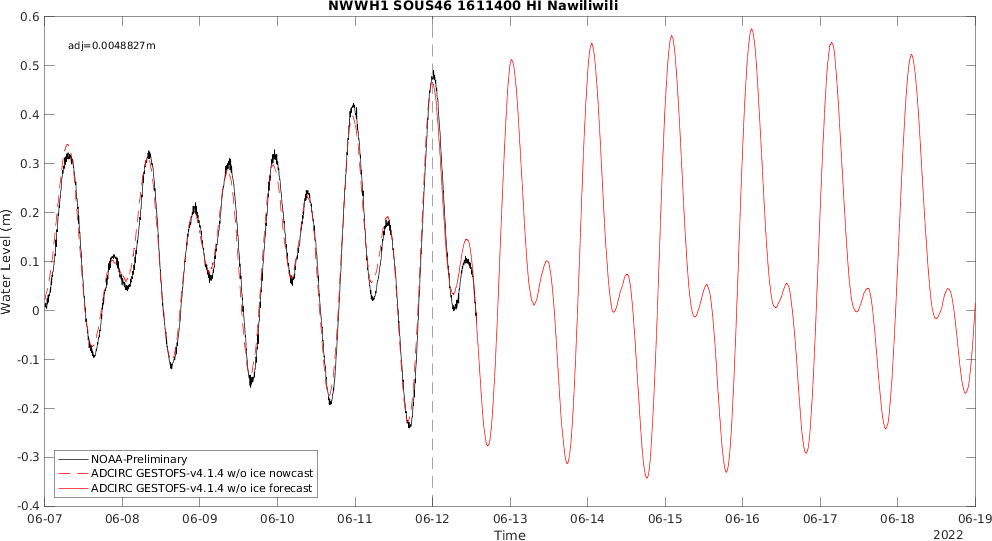 NWWH1 SOUS46 1611400 HI Nawiliwili
0.6
adj=0.0048827m
0.5
0.4
0.3
0.2
0.1
0
-0.1
-0.2
-0.3
-0.4
Water Level (m)
NOAA-Preliminary
ADCIRC GESTOFS-v4.1.4 w/o ice nowcast
ADCIRC GESTOFS-v4.1.4 w/o ice forecast
06-07 06-08 06-09 06-10 06-11 06-12 06-13 06-14 06-15 06-16 06-17 06-18 06-19
Time
2022